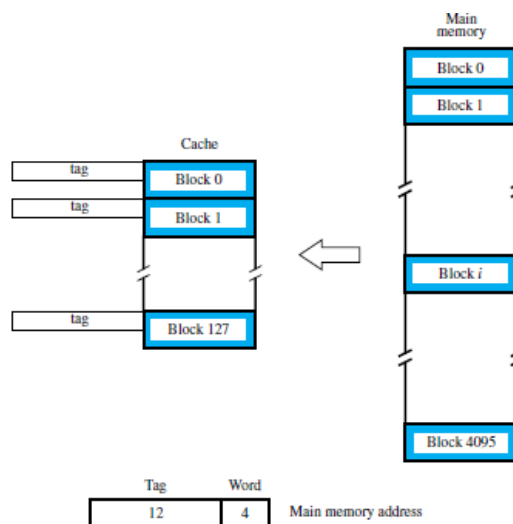 Main
memory
Block 0
Block 1
Cache
tag
Block 0
tag
Block 1
Block i
tag
Block 127
Block 4095
Tag Word
12 4 Main memory address